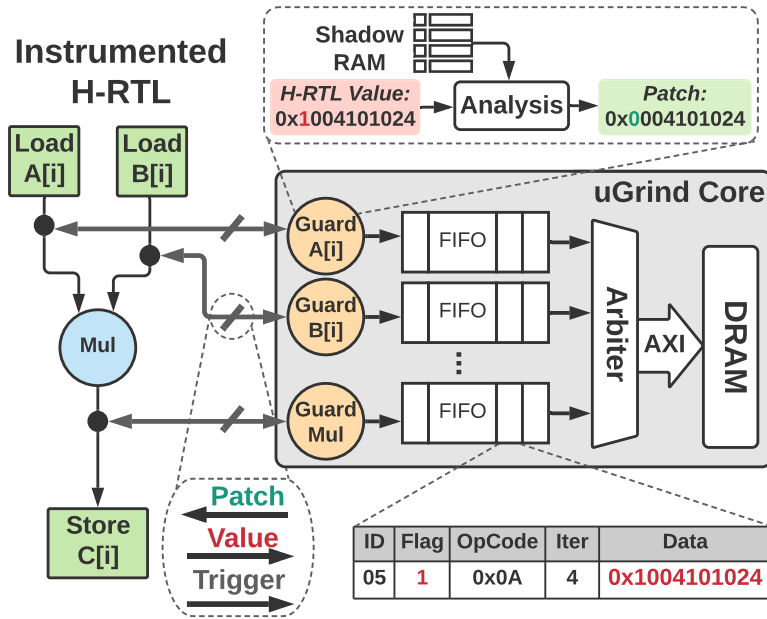 Instrumented
H-RTL
Shadow
RAM
H-RTL Value:
0x1004101024
Analysis
Patch:
0x0004101024
Load
A[i]
Load
B[i]
uGrind Core
Guard
A[i]
FIFO
Guard
B[i]
FIFO
...
Guard
Mul
FIFO
Arbiter
AXI
DRAM
Mul
Store
C[i]
Patch
Value
Trigger
ID Flag OpCode Iter Data
05 1 0x0A 4 0x1004101024